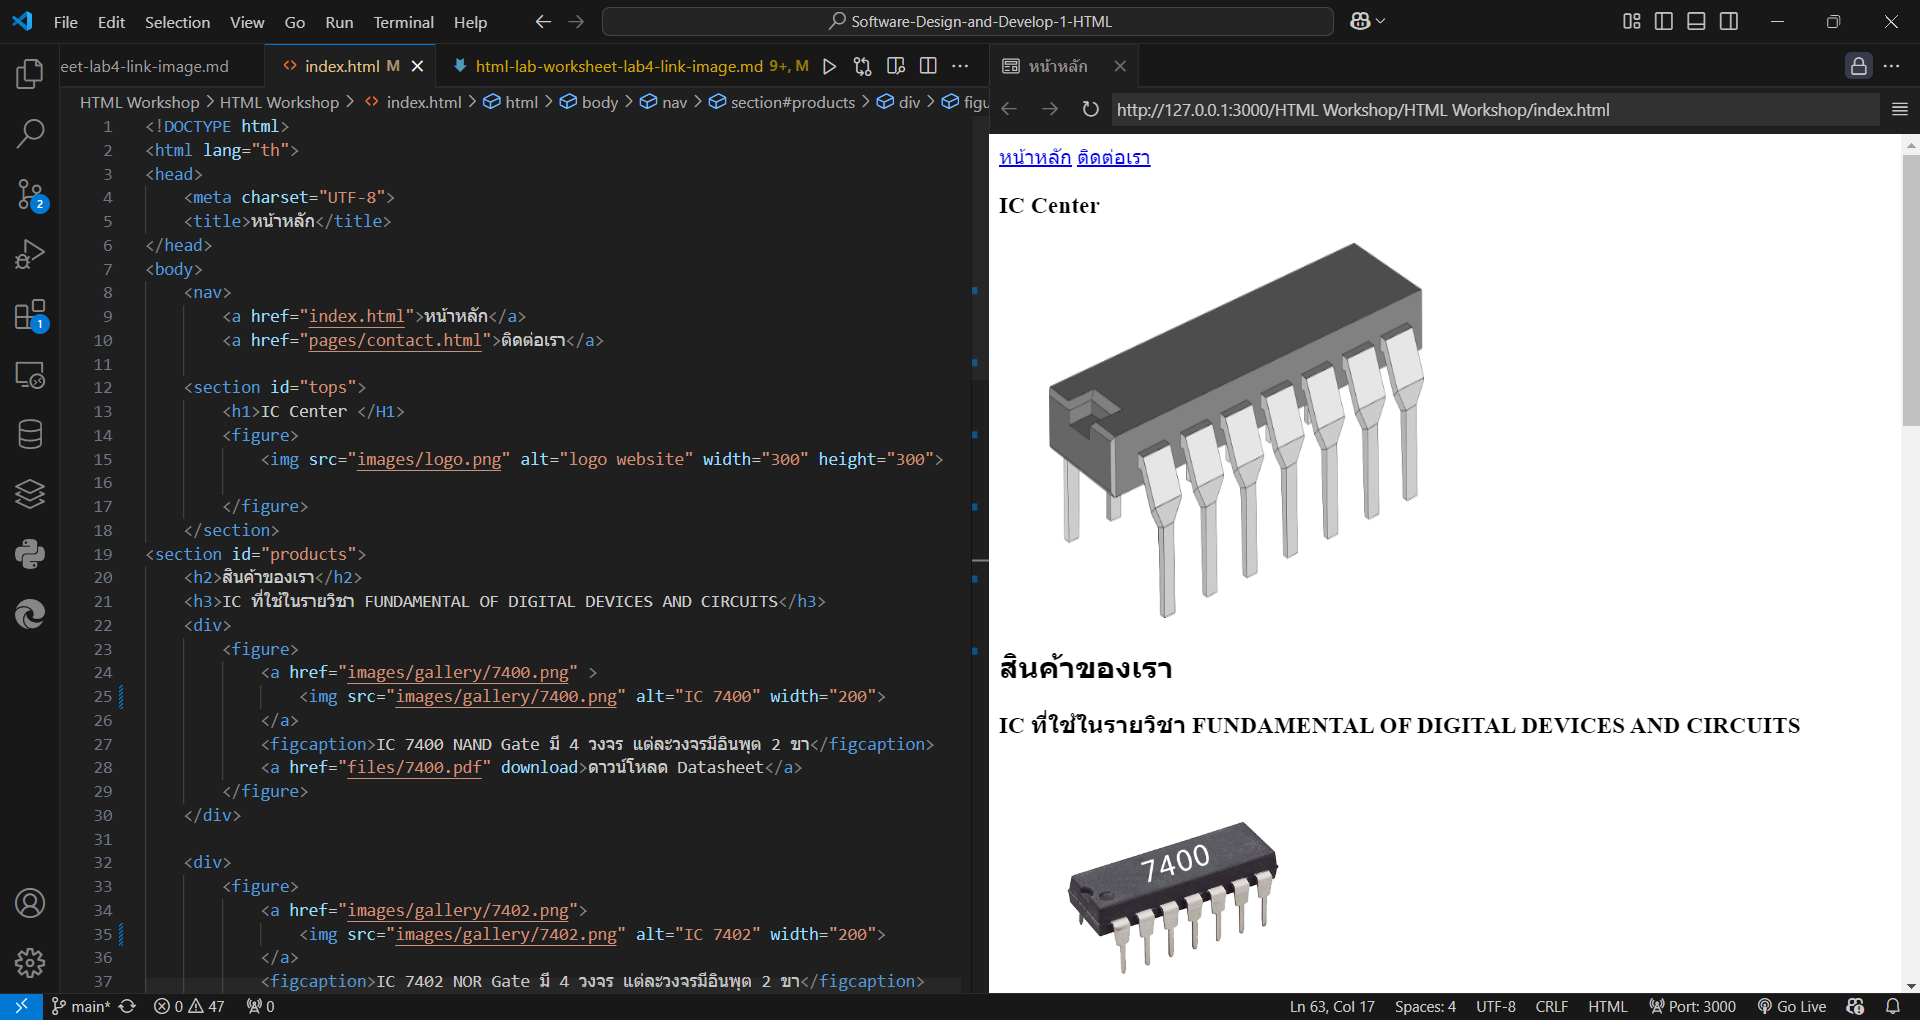 File Edit Selection View Go Run Terminal Help
Software-Design-and-Develop-1-HTML
eet-lab4-link-image.md
index.html M
html-lab-worksheet-lab4-link-image.md 9+, M
หน้าหลัก
HTML Workshop > HTML Workshop > index.html > html > body > nav > section#products > div > figu
http://127.0.0.1:3000/HTML Workshop/HTML Workshop/index.html
1 <!DOCTYPE html>
2 <html lang="th">
3 <head>
4 <meta charset="UTF-8">
5 <title>หน้าหลัก</title>
6 </head>
7 <body>
8 <nav>
9 <a href="index.html">หน้าหลัก</a>
10 <a href="pages/contact.html">ติดต่อเรา</a>
11
12 <section id="tops">
13 <h1>IC Center </H1>
14 <figure>
15 <img src="images/logo.png" alt="logo website" width="300" height="300">
16
17 </figure>
18 </section>
19 <section id="products">
20 <h2>สินค้าของเรา</h2>
21 <h3>IC ที่ใช้ในรายวิชา FUNDAMENTAL OF DIGITAL DEVICES AND CIRCUITS</h3>
22 <div>
23 <figure>
24 <a href="images/gallery/7400.png" >
25 <img src="images/gallery/7400.png" alt="IC 7400" width="200">
26 </a>
27 <figcaption>IC 7400 NAND Gate มี 4 วงจร แต่ละวงจรมีอินพุต 2 ขา</figcaption>
28 <a href="files/7400.pdf" download>ดาวน์โหลด Datasheet</a>
29 </figure>
30 </div>
31
32 <div>
33 <figure>
34 <a href="images/gallery/7402.png">
35 <img src="images/gallery/7402.png" alt="IC 7402" width="200">
36 </a>
37 <figcaption>IC 7402 NOR Gate มี 4 วงจร แต่ละวงจรมีอินพุต 2 ขา</figcaption>
หน้าหลัก ติดต่อเรา
IC Center
สินค้าของเรา
IC ที่ใช้ในรายวิชา FUNDAMENTAL OF DIGITAL DEVICES AND CIRCUITS
7400
2
1
main* 0 47 0
Ln 63, Col 17 Spaces: 4 UTF-8 CRLF HTML Port: 3000 Go Live